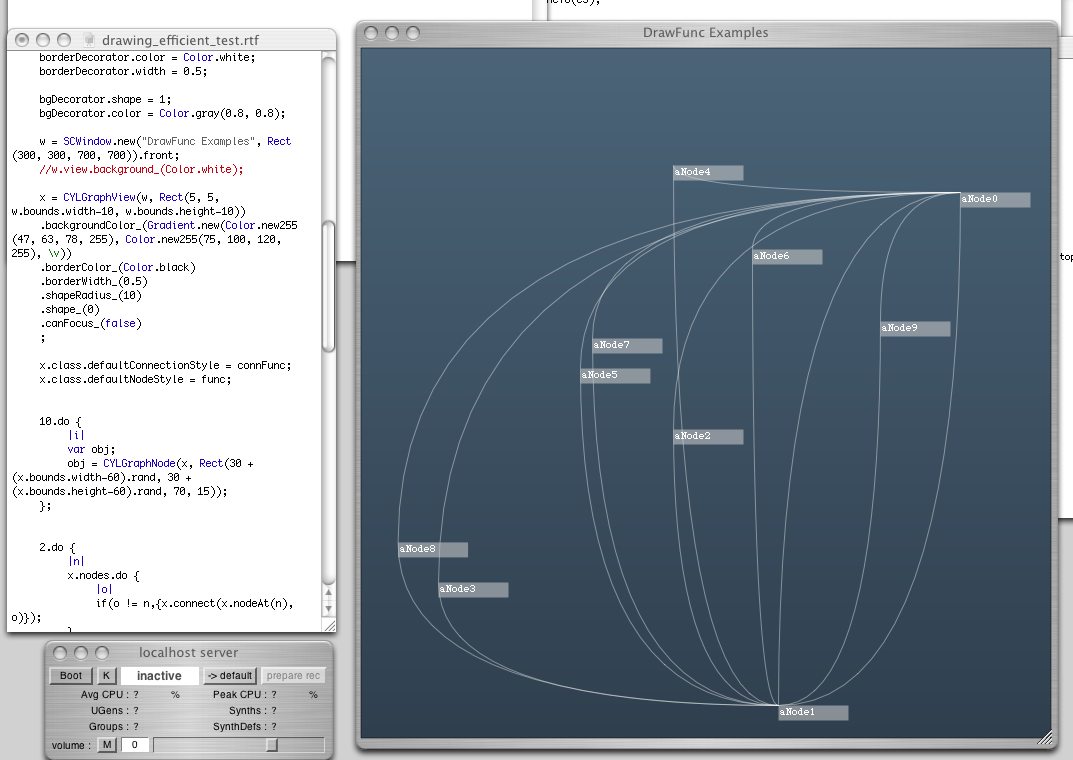 drawing_efficient_test.rtf
borderDecorator.color = Color.white;
borderDecorator.width = 0.5;
bgDecorator.shape = 1;
bgDecorator.color = Color.gray(0.8, 0.8);
w = SCWindow.new("DrawFunc Examples", Rect
(300, 300, 700, 700)).front;
//w.view.background_(Color.white);
x = CYLGraphView(w, Rect(5, 5,
w.bounds.width-10, w.bounds.height-10))
.backgroundColor_(Gradient.new(Color.new255
(47, 63, 78, 255), Color.new255(75, 100, 120,
255), \v))
.borderColor_(Color.black)
.borderWidth_(0.5)
.shapeRadius_(10)
.shape_(0)
.canFocus_(false)
;
x.class.defaultConnectionStyle = connFunc;
x.class.defaultNodeStyle = func;
10.do {
|i|
var obj;
obj = CYLGraphNode(x, Rect(30 +
(x.bounds.width-60).rand, 30 +
(x.bounds.height-60).rand, 70, 15));
};
2.do {
|n|
x.nodes.do {
|o|
if(o != n,{x.connect(x.nodeAt(n),
o)});
localhost server
Boot K inactive -> default prepare rec
Avg CPU : ? % Peak CPU : ? %
UGens : ? Synths : ?
Groups : ? SynthDefs : ?
volume : M 0
DrawFunc Examples
aNode4
aNode0
aNode6
aNode9
aNode7
aNode5
aNode2
aNode8
aNode3
aNode1